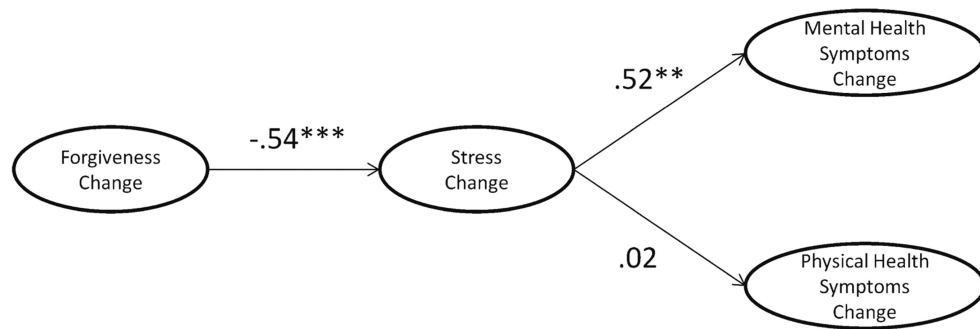 Mental Health
Symptoms
Change
.52**
-.54***
Forgiveness
Change
Stress
Change
.02
Physical Health
Symptoms
Change